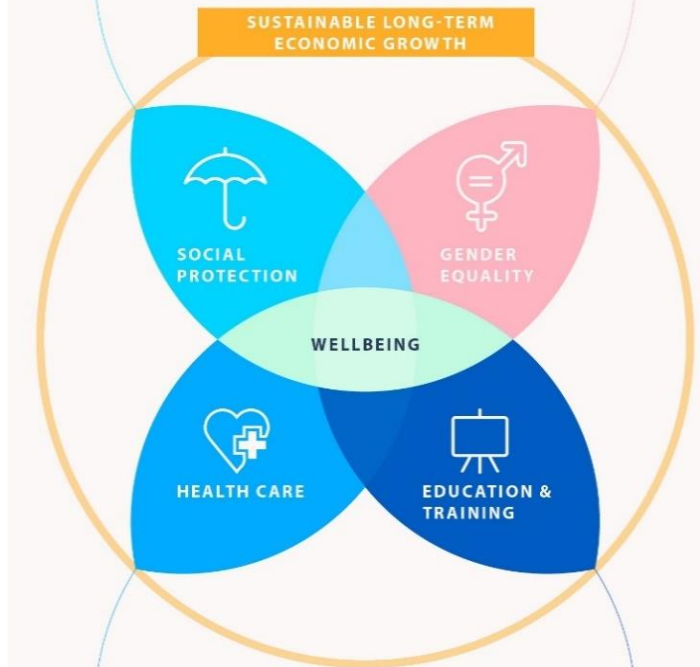 SUSTAINABLE LONG-TERM
ECONOMIC GROWTH
SOCIAL
PROTECTION
GENDER
EQUALITY
WELLBEING
HEALTH CARE
EDUCATION &
TRAINING